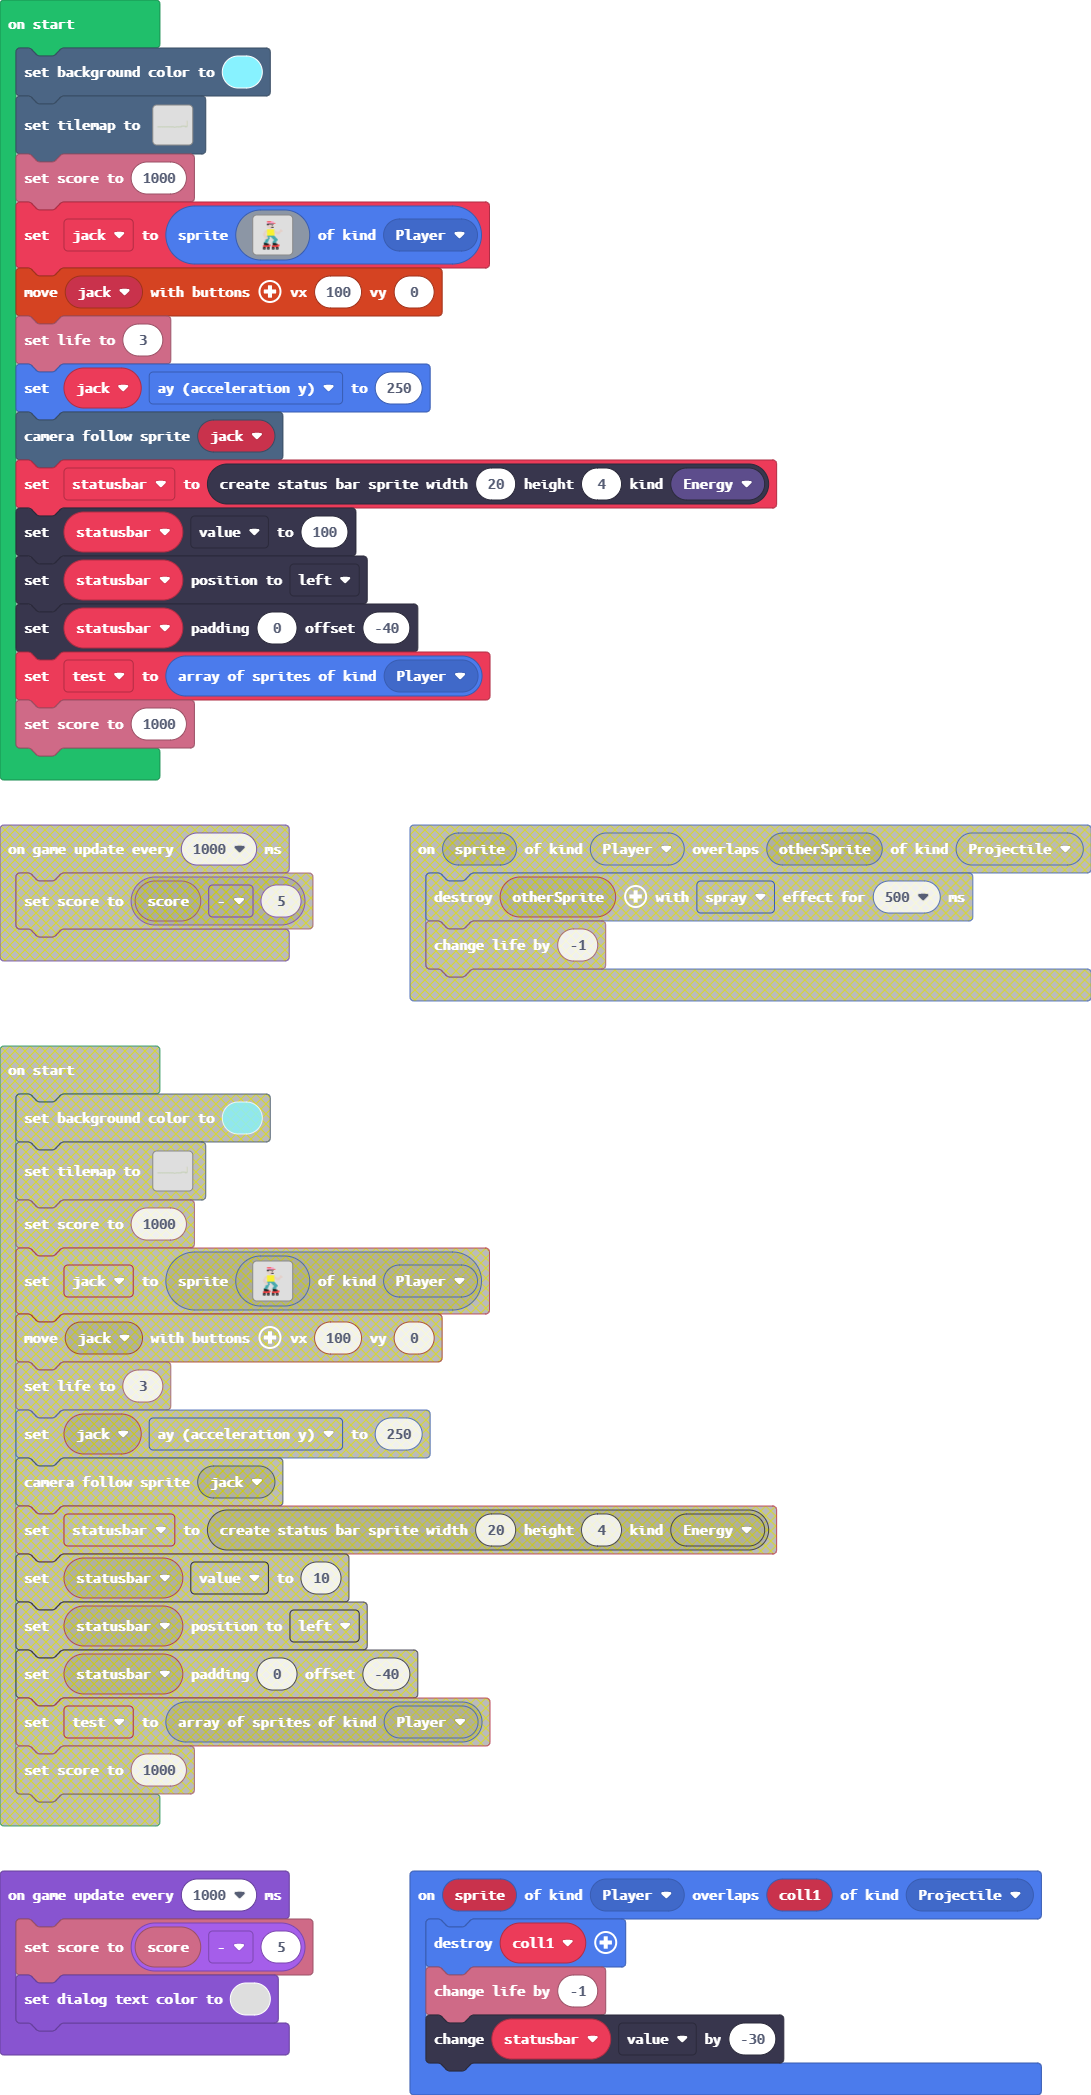 on start
set background color to
set tilemap to
set score to 1000
set jack to sprite of kind Player
move jack with buttons vx 100 vy 0
set life to 3
set jack ay (acceleration y) to 250
camera follow sprite jack
set statusbar to create status bar sprite width 20 height 4 kind Energy
set statusbar value to 100
set statusbar position to left
set statusbar padding 0 offset -40
set test to array of sprites of kind Player
set score to 1000
on game update every 1000 ms
set score to score - 5
on sprite of kind Player overlaps otherSprite of kind Projectile
destroy otherSprite with spray effect for 500 ms
change life by -1
on start
set background color to
set tilemap to
set score to 1000
set jack to sprite of kind Player
move jack with buttons vx 100 vy 0
set life to 3
set jack ay (acceleration y) to 250
camera follow sprite jack
set statusbar to create status bar sprite width 20 height 4 kind Energy
set statusbar value to 10
set statusbar position to left
set statusbar padding 0 offset -40
set test to array of sprites of kind Player
set score to 1000
on game update every 1000 ms
set score to score - 5
set dialog text color to
on sprite of kind Player overlaps coll1 of kind Projectile
destroy coll1
change life by -1
change statusbar value by -30